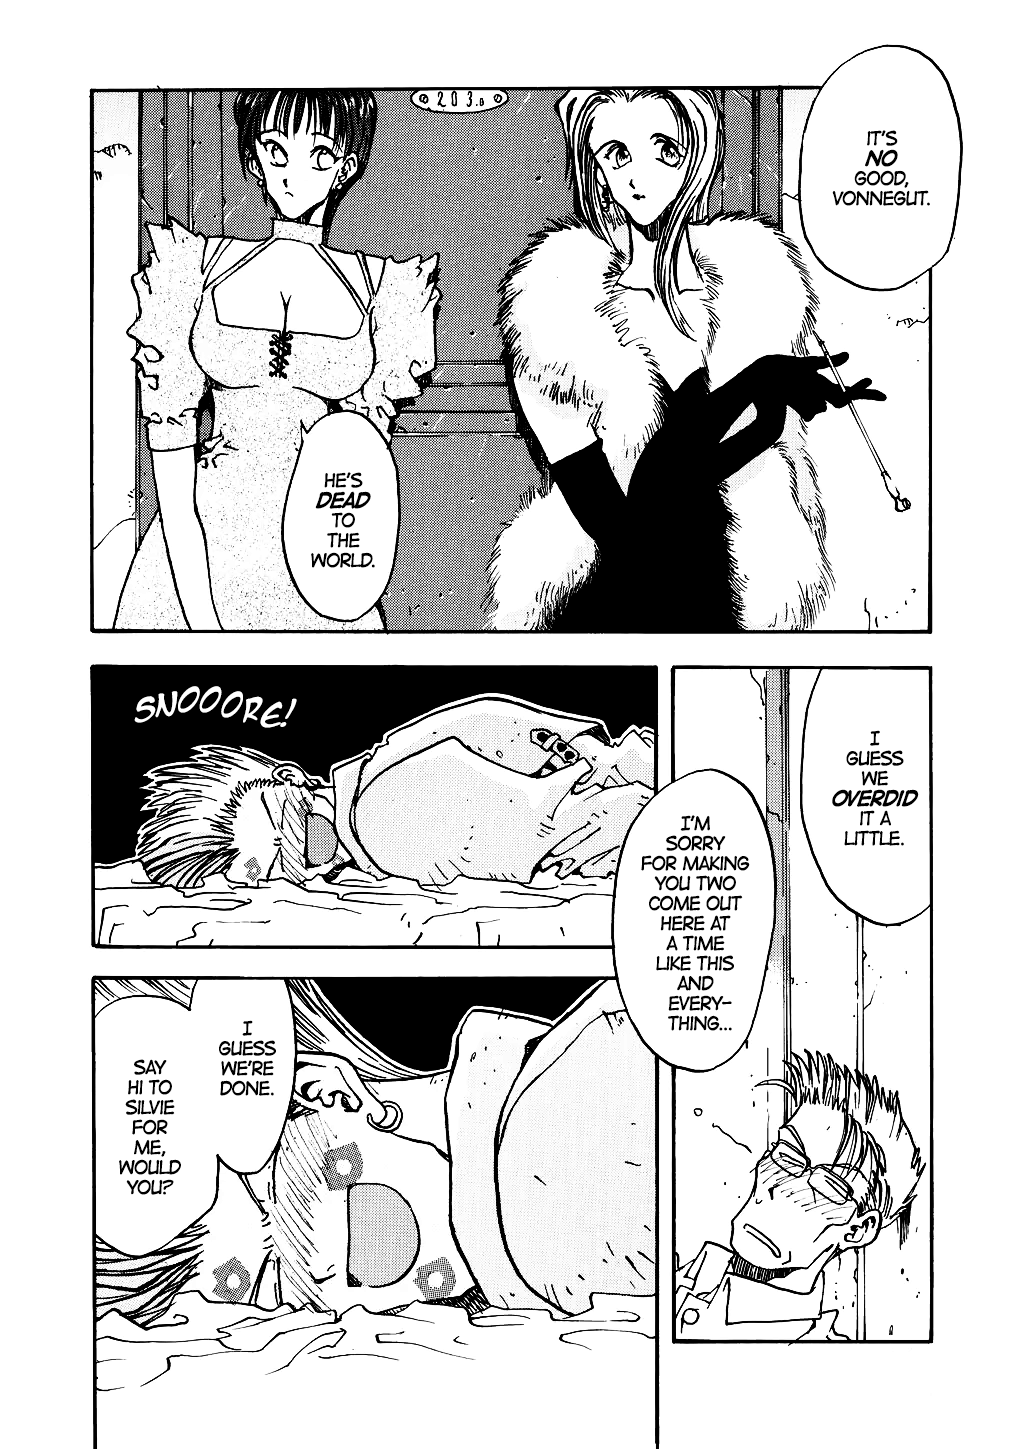 203.
IT'S
NO
GOOD,
VONNEGUT.
HE'S
DEAD
TO
THE
WORLD.
I
GUESS
WE
OVERDID
IT A
LITTLE.
I'M
SORRY
FOR MAKING
YOU TWO
COME OUT
HERE AT
A TIME
LIKE THIS
AND
EVERY-
THING...
SNOOORE!
I
GUESS
WE'RE
DONE.
SAY
HI TO
SILVIE
FOR
ME,
WOULD
YOU?